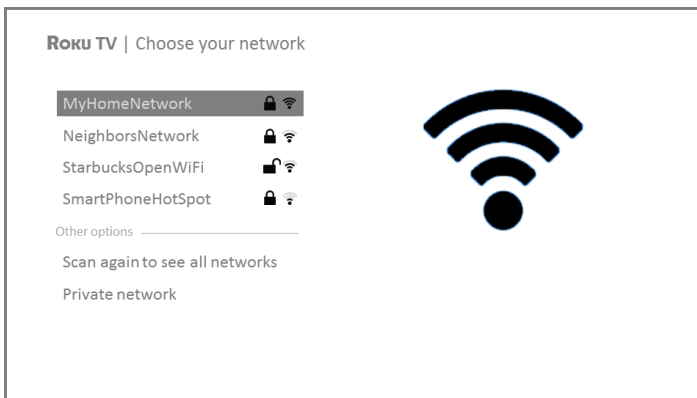 Roku TV | Choose your network
MyHomeNetwork
NeighborsNetwork
StarbucksOpenWiFi
SmartPhoneHotSpot
Other options
Scan again to see all networks
Private network